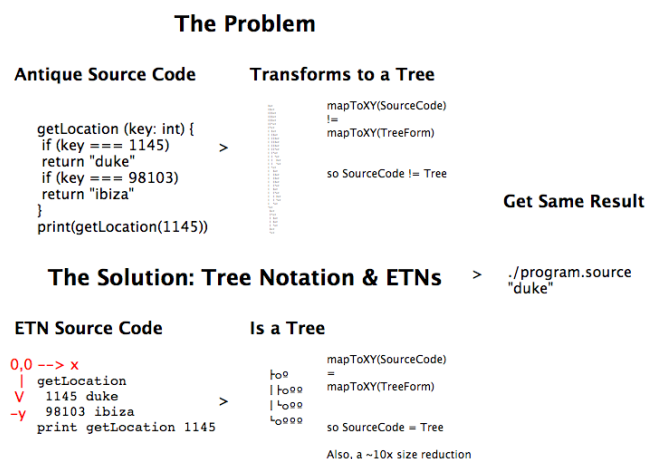 The Problem
Antique Source Code
Transforms to a Tree
getLocation (key: int) {
if (key === 1145)
return "duke"
if (key === 98103)
return "ibiza"
}
print(getLocation(1145))
>
mapToXY(SourceCode)
!=
mapToXY(TreeForm)
so SourceCode != Tree
Get Same Result
The Solution: Tree Notation & ETNs
>
./program.source
"duke"
ETN Source Code
Is a Tree
0,0 --> x
|
V
-y
getLocation
1145 duke
98103 ibiza
print getLocation 1145
>
mapToXY(SourceCode)
=
mapToXY(TreeForm)
so SourceCode = Tree
Also, a ~10x size reduction